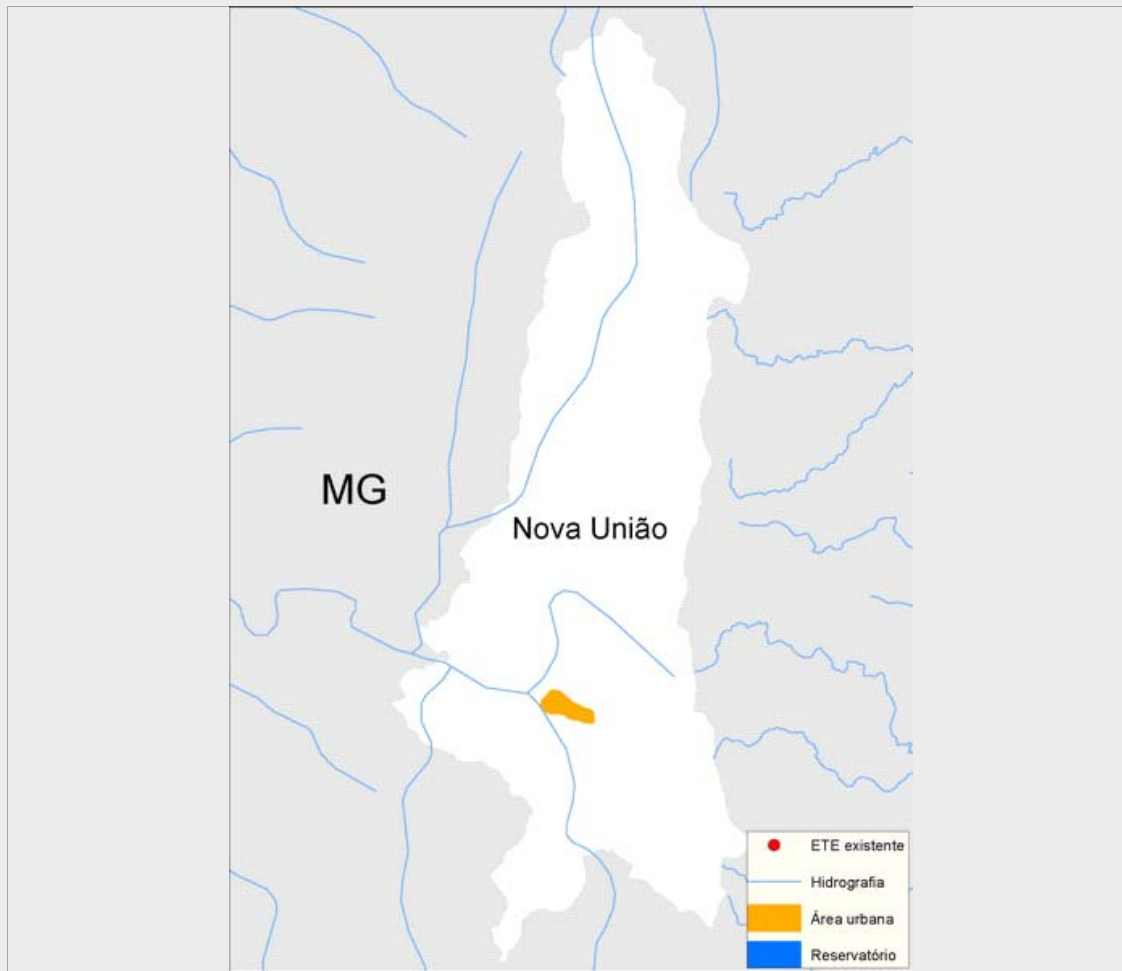 MG
Nova União
ETE existente
Hidrografia
Área urbana
Reservatório